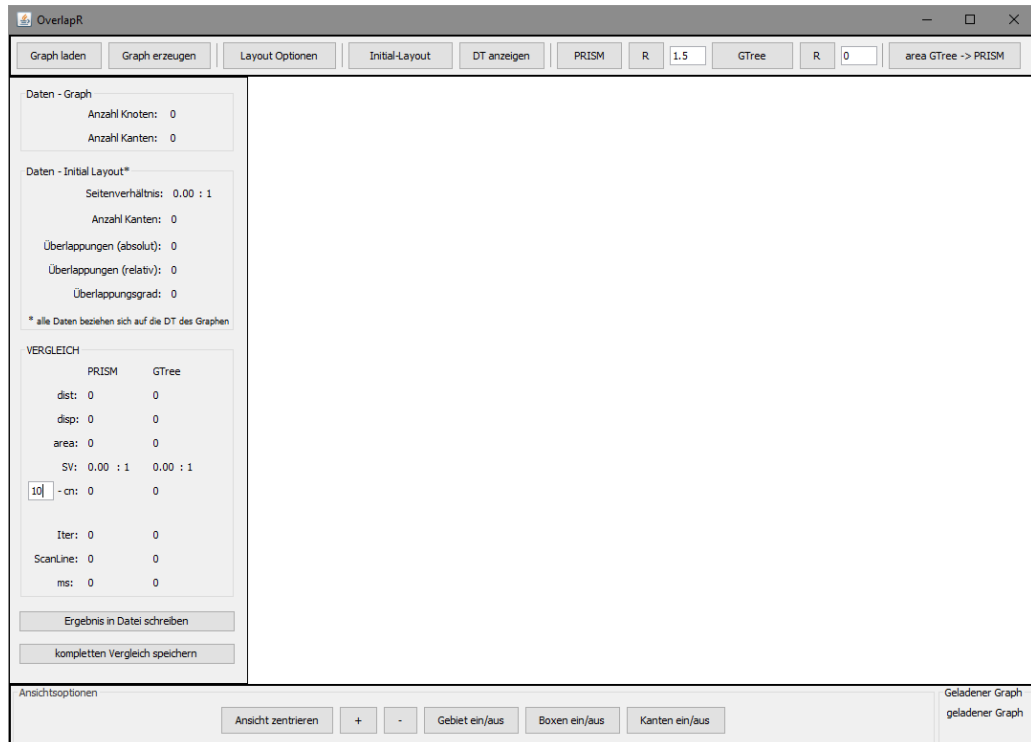 OverlapR
Graph laden Graph erzeugen Layout Optionen Initial-Layout DT anzeigen PRISM R 1.5 GTree R 0 area GTree -> PRISM
Daten - Graph
Anzahl Knoten: 0
Anzahl Kanten: 0
Daten - Initial Layout*
Seitenverhältnis: 0.00 : 1
Anzahl Kanten: 0
Überlappungen (absolut): 0
Überlappungen (relativ): 0
Überlappungsgrad: 0
* alle Daten beziehen sich auf die DT des Graphen
VERGLEICH
PRISM GTree
dist: 0 0
disp: 0 0
area: 0 0
SV: 0.00 : 1 0.00 : 1
10 - cn: 0 0
Iter: 0 0
ScanLine: 0 0
ms: 0 0
Ergebnis in Datei schreiben
kompletten Vergleich speichern
Ansichtsoptionen
Ansicht zentrieren + - Gebiet ein/aus Boxen ein/aus Kanten ein/aus
Geladener Graph
geladener Graph